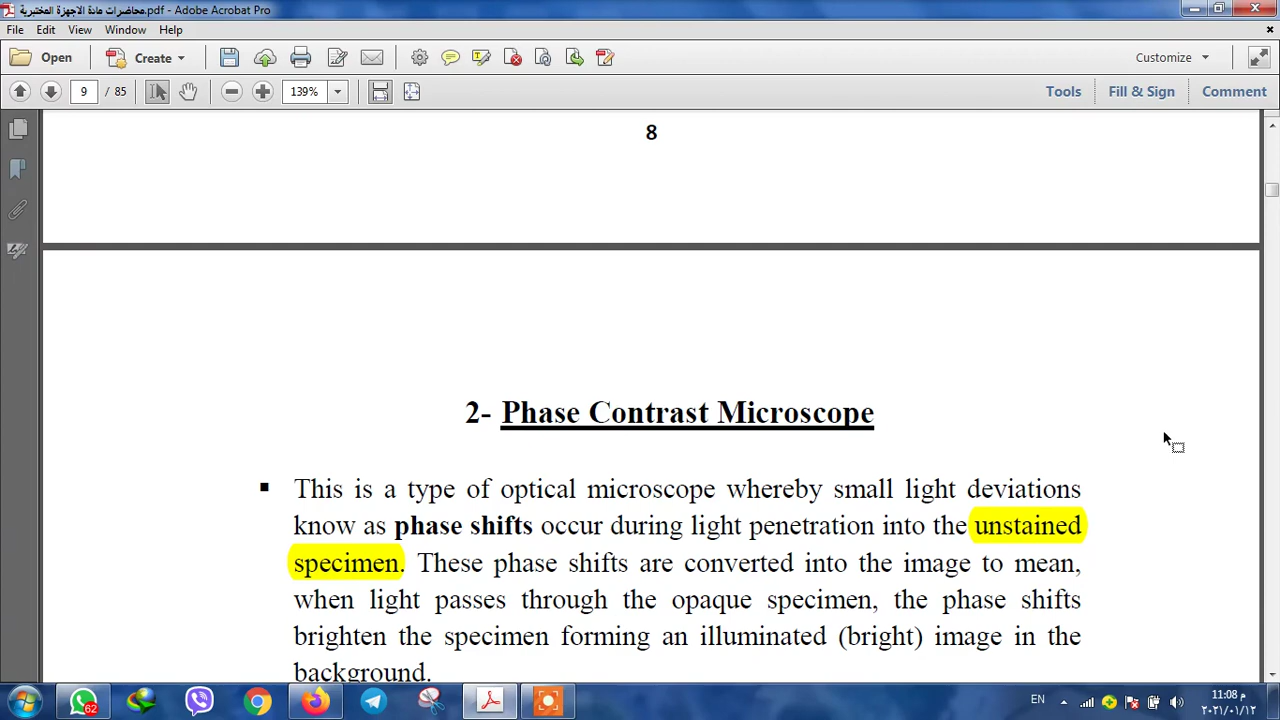 محاضرات مادة الاجهزة المختبرية.pdf - Adobe Acrobat Pro
File Edit View Window Help
Open Create Customize
9 / 85 139% Tools Fill & Sign Comment
8
2- Phase Contrast Microscope
▪ This is a type of optical microscope whereby small light deviations
know as phase shifts occur during light penetration into the unstained
specimen. These phase shifts are converted into the image to mean,
when light passes through the opaque specimen, the phase shifts
brighten the specimen forming an illuminated (bright) image in the
background.
62
EN
11:08 م
٢٠٢١/٠١/١٢